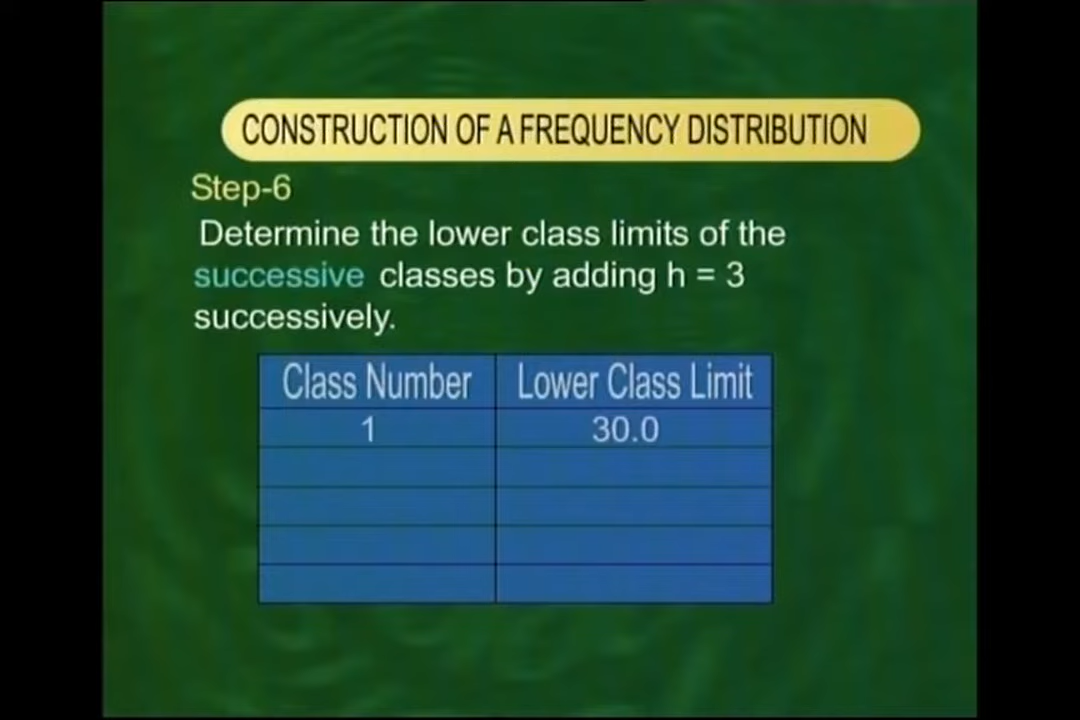 CONSTRUCTION OF A FREQUENCY DISTRIBUTION
Step-6
Determine the lower class limits of the
successive classes by adding h = 3
successively.
Class Number Lower Class Limit
1 30.0